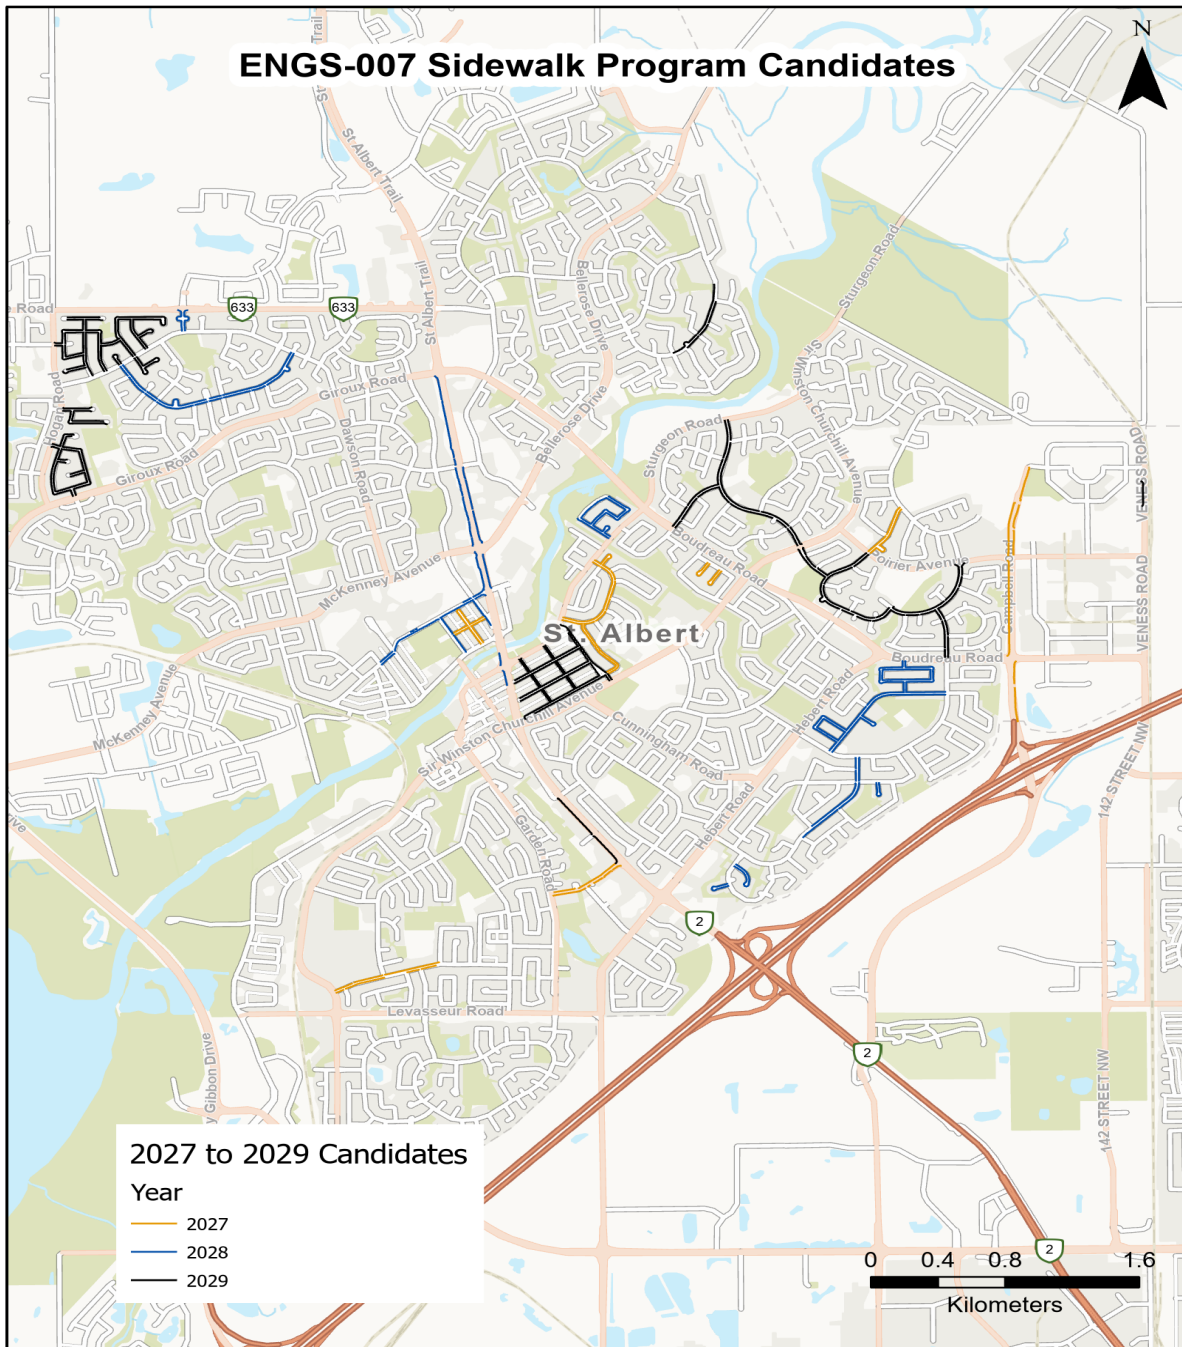 ENGS-007 Sidewalk Program Candidates
N
St Albert Trail
St Albert Trail
Sturgeon Road
Bellerose Drive
633
633
e Road
Sir Winston Churchill Avenue
Giroux Road
Hogan Road
Dawson Road
Bellerose Drive
Sturgeon Road
VENESS ROAD
Giroux Road
McKenney Avenue
Boudreau Road
Poirier Avenue
Campbell Road
VENESS ROAD
St. Albert
Boudreau Road
McKenney Avenue
Hebert Road
Sir Winston Churchill Avenue
Cunningham Road
142 STREET NW
Hebert Road
Garden Road
rive
2
Levasseur Road
2
y Gibbon Drive
142 STREET NW
2027 to 2029 Candidates
Year
2027
2028
2029
2
0 0.4 0.8 1.6
Kilometers